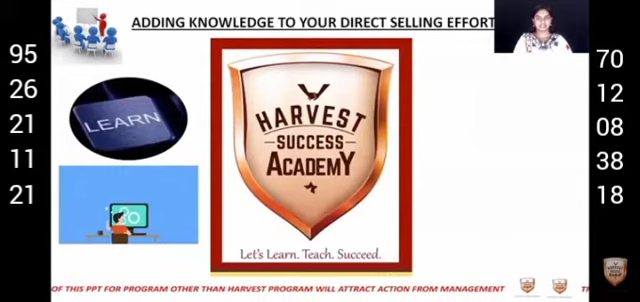 ADDING KNOWLEDGE TO YOUR DIRECT SELLING EFFORT
95
26
21
11
21
LEARN
HARVEST
SUCCESS
ACADEMY
Let's Learn. Teach. Succeed.
70
12
08
38
18
OF THIS PPT FOR PROGRAM OTHER THAN HARVEST PROGRAM WILL ATTRACT ACTION FROM MANAGEMENT